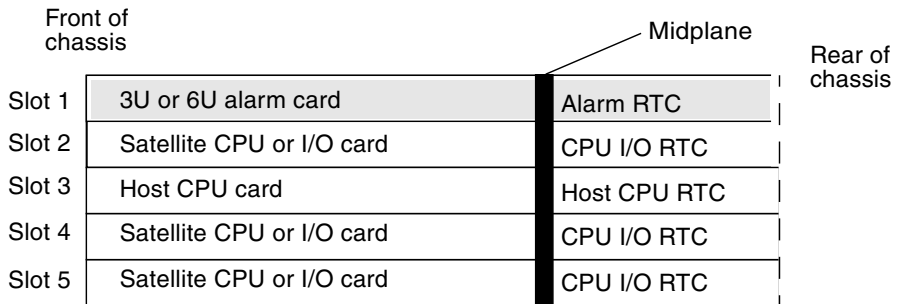 Front of
chassis
Midplane
Rear of
chassis
Slot 1 3U or 6U alarm card Alarm RTC
Slot 2 Satellite CPU or I/O card CPU I/O RTC
Slot 3 Host CPU card Host CPU RTC
Slot 4 Satellite CPU or I/O card CPU I/O RTC
Slot 5 Satellite CPU or I/O card CPU I/O RTC